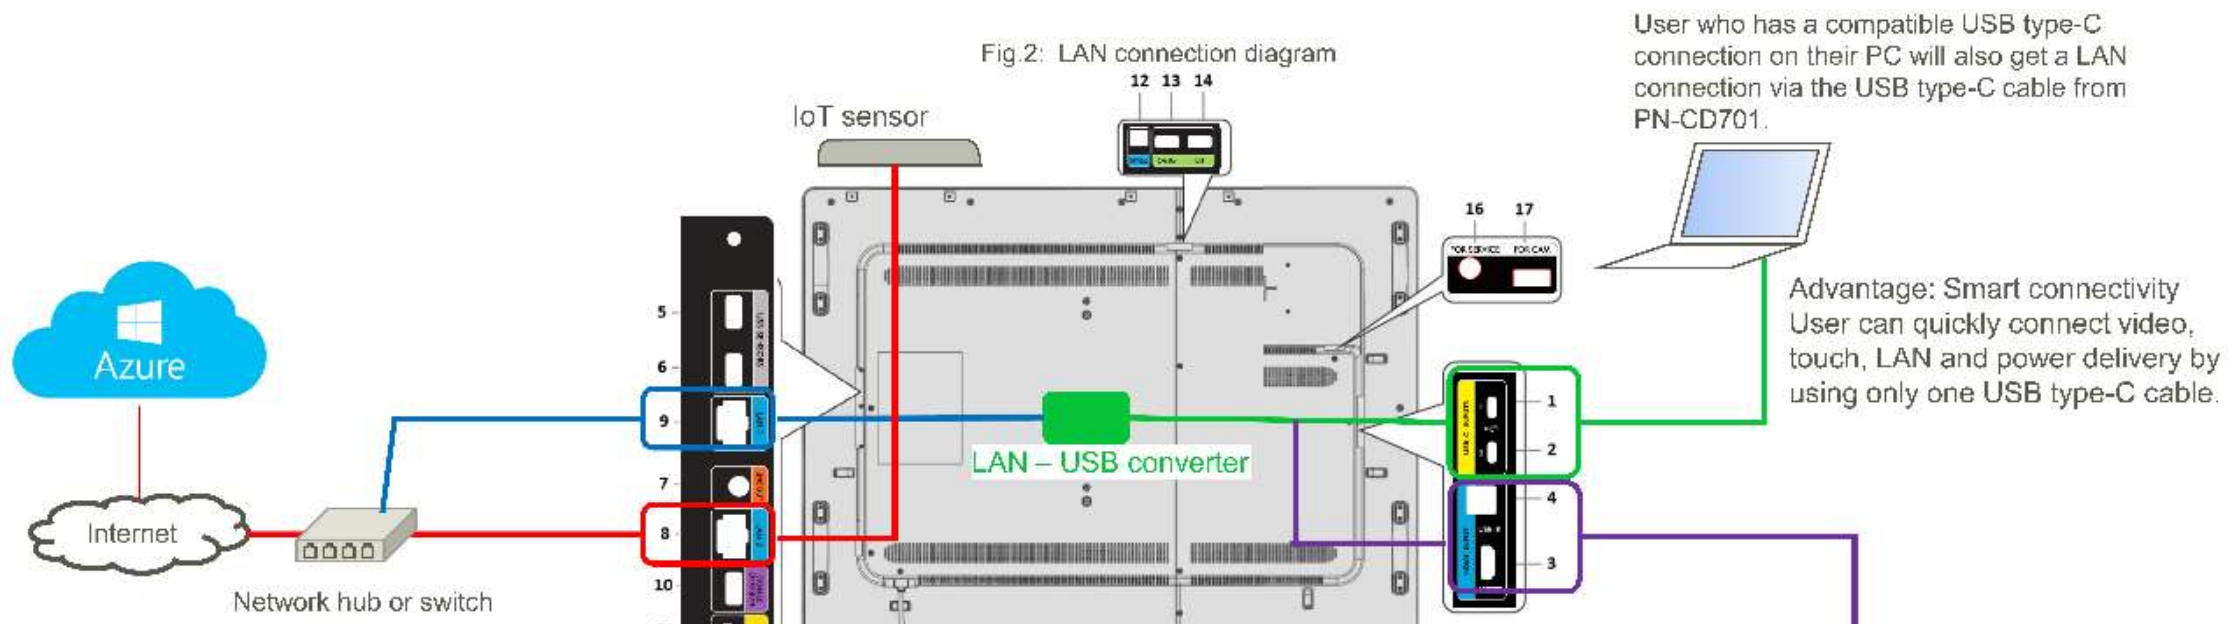 Fig.2: LAN connection diagram
User who has a compatible USB type-C
connection on their PC will also get a LAN
connection via the USB type-C cable from
PN-CD701.
12 13 14
IoT sensor
16 17
FOR SERVICE FOR CAM
Azure
Advantage: Smart connectivity
User can quickly connect video,
touch, LAN and power delivery by
using only one USB type-C cable.
5
6
9
7
8
10
LAN – USB converter
1
2
4
3
Internet
Network hub or switch